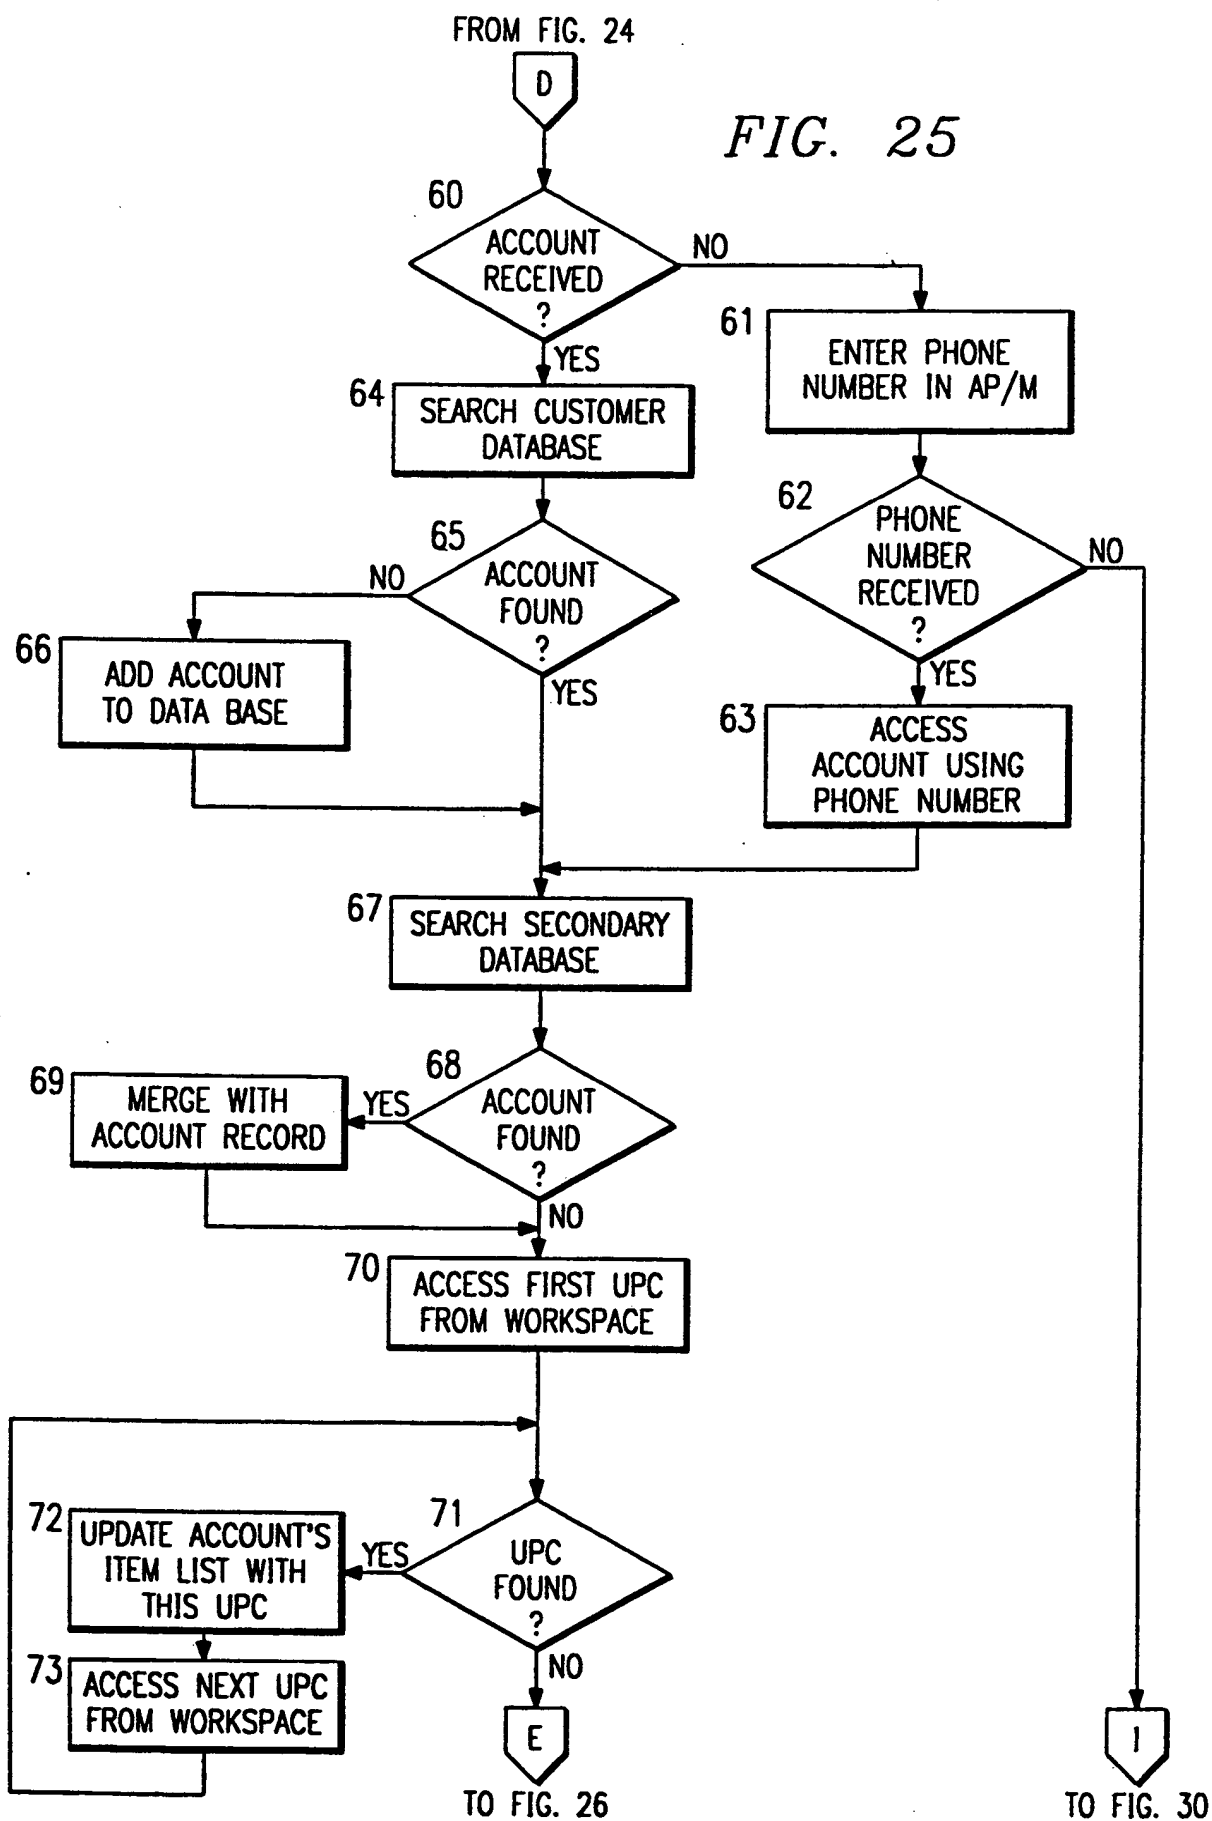 FROM FIG. 24
D
FIG. 25
60
ACCOUNT
RECEIVED
?
NO
YES
61
ENTER PHONE
NUMBER IN AP/M
64
SEARCH CUSTOMER
DATABASE
62
PHONE
NUMBER
RECEIVED
?
NO
YES
65
ACCOUNT
FOUND
?
NO
YES
66
ADD ACCOUNT
TO DATA BASE
63
ACCESS
ACCOUNT USING
PHONE NUMBER
67
SEARCH SECONDARY
DATABASE
68
ACCOUNT
FOUND
?
YES
NO
69
MERGE WITH
ACCOUNT RECORD
70
ACCESS FIRST UPC
FROM WORKSPACE
71
UPC
FOUND
?
YES
NO
72
UPDATE ACCOUNT'S
ITEM LIST WITH
THIS UPC
73
ACCESS NEXT UPC
FROM WORKSPACE
E
TO FIG. 26
I
TO FIG. 30